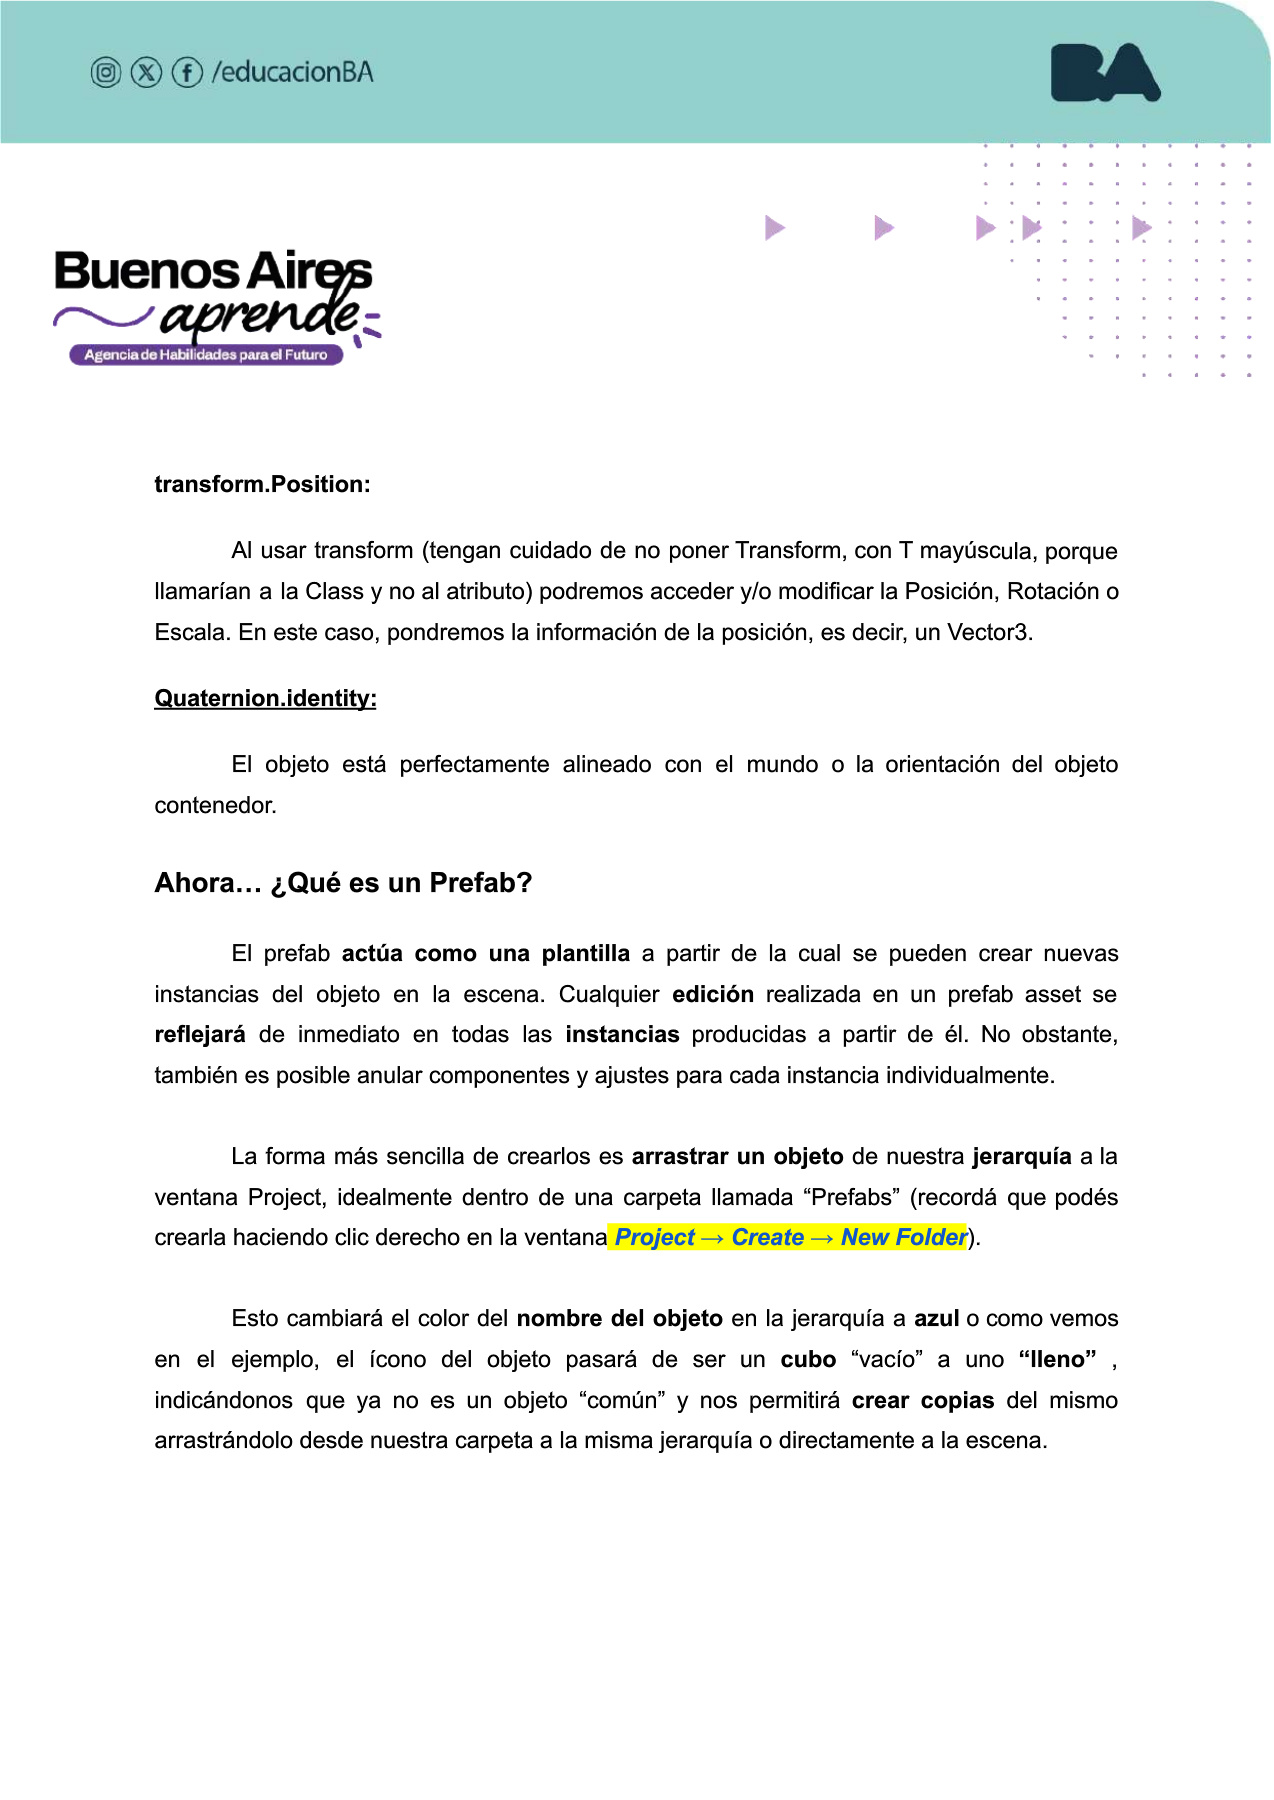 /educacionBA
BA
Buenos Aires
aprende
Agencia de Habilidades para el Futuro
transform.Position:
Al usar transform (tengan cuidado de no poner Transform, con T mayúscula, porque
llamarían a la Class y no al atributo) podremos acceder y/o modificar la Posición, Rotación o
Escala. En este caso, pondremos la información de la posición, es decir, un Vector3.
Quaternion.identity:
El objeto está perfectamente alineado con el mundo o la orientación del objeto
contenedor.
Ahora… ¿Qué es un Prefab?
El prefab actúa como una plantilla a partir de la cual se pueden crear nuevas
instancias del objeto en la escena. Cualquier edición realizada en un prefab asset se
reflejará de inmediato en todas las instancias producidas a partir de él. No obstante,
también es posible anular componentes y ajustes para cada instancia individualmente.
La forma más sencilla de crearlos es arrastrar un objeto de nuestra jerarquía a la
ventana Project, idealmente dentro de una carpeta llamada “Prefabs” (recordá que podés
crearla haciendo clic derecho en la ventana Project → Create → New Folder).
Esto cambiará el color del nombre del objeto en la jerarquía a azul o como vemos
en el ejemplo, el ícono del objeto pasará de ser un cubo “vacío” a uno “lleno” ,
indicándonos que ya no es un objeto “común” y nos permitirá crear copias del mismo
arrastrándolo desde nuestra carpeta a la misma jerarquía o directamente a la escena.